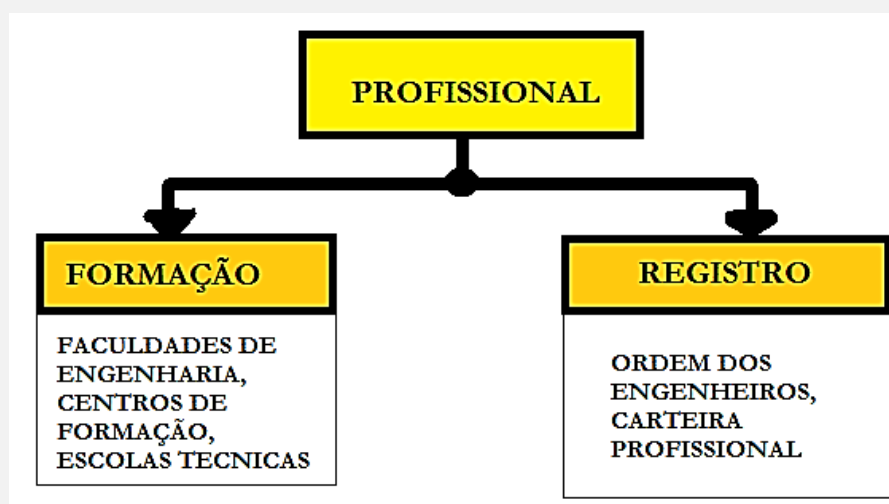 PROFISSIONAL
FORMAÇÃO
FACULDADES DE
ENGENHARIA,
CENTROS DE
FORMAÇÃO,
ESCOLAS TECNICAS
REGISTRO
ORDEM DOS
ENGENHEIROS,
CARTEIRA
PROFISSIONAL